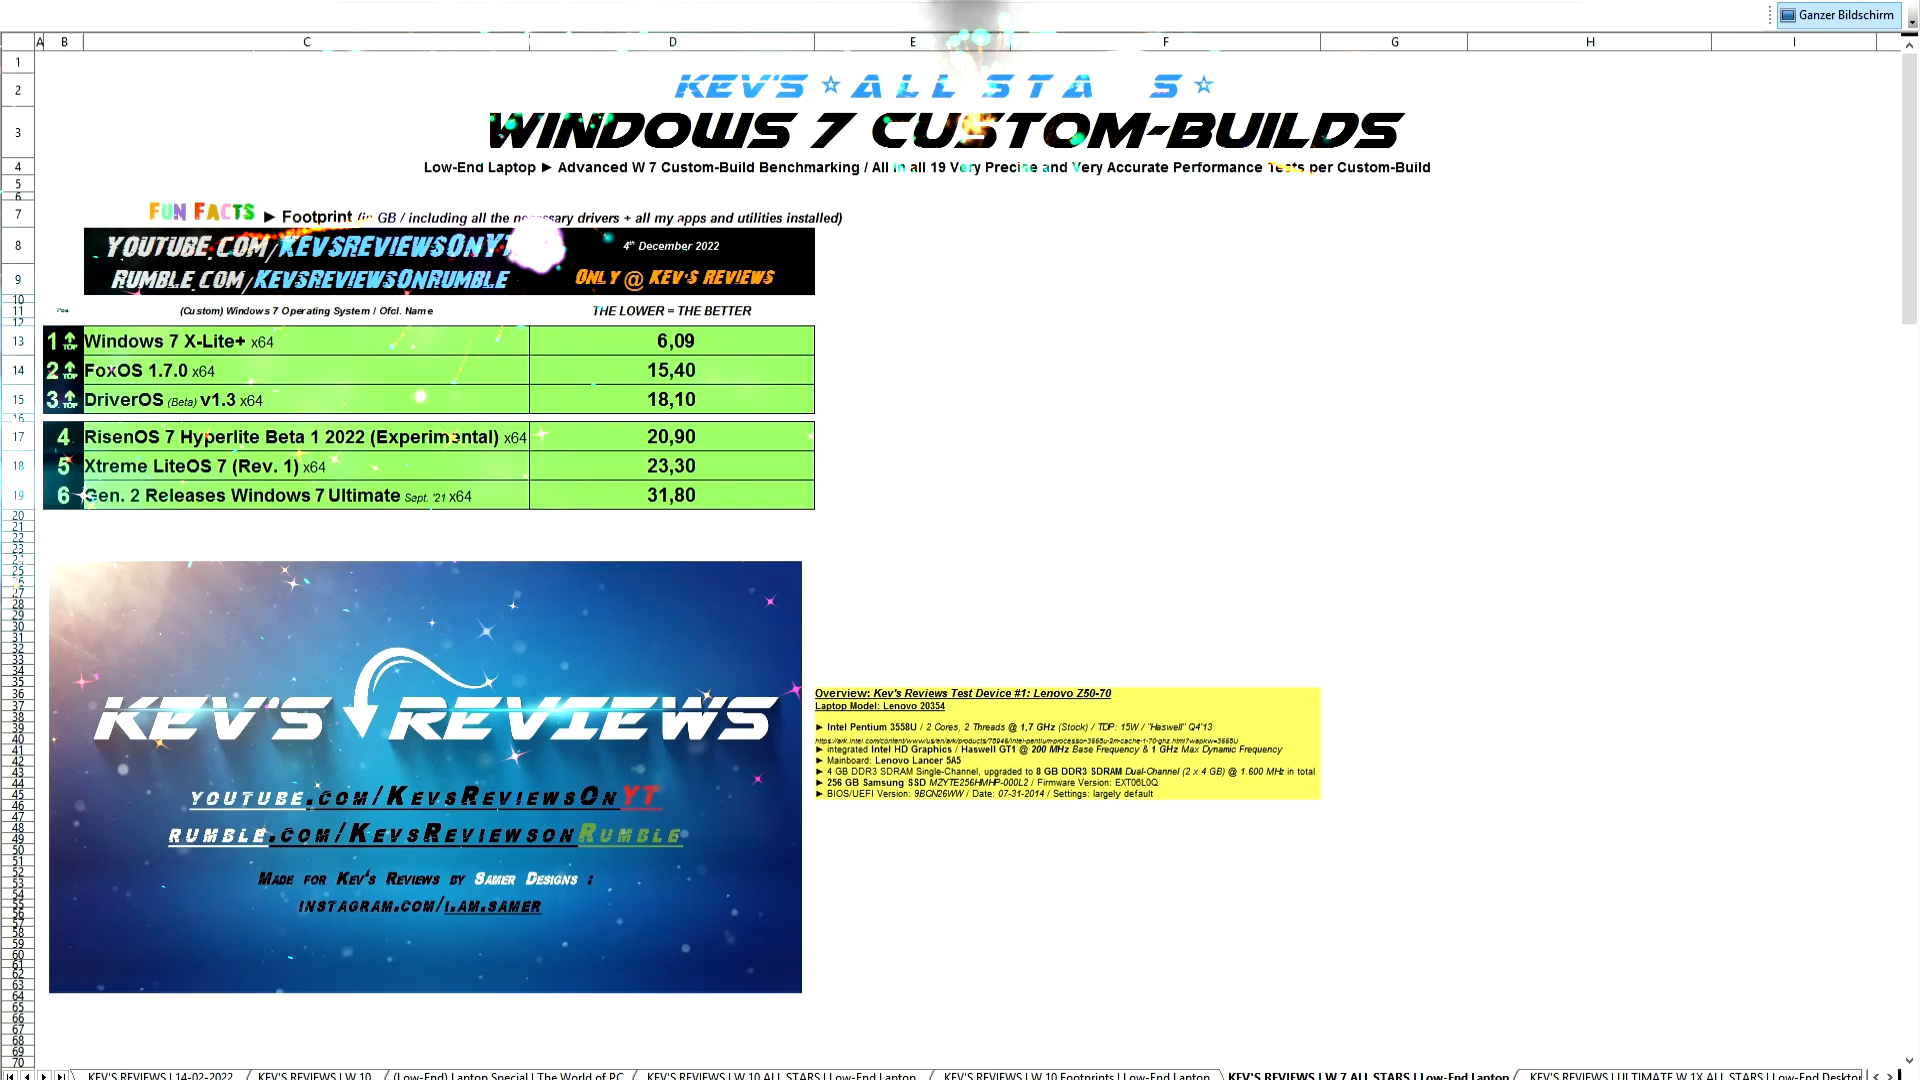 Ganzer Bildschirm
A B C D E F G H I
KEV'S ☆ ALL STA S ☆
WINDOWS 7 CUSTOM-BUILDS
Low-End Laptop ► Advanced W 7 Custom-Build Benchmarking / All in all 19 Very Precise and Very Accurate Performance Tests per Custom-Build
FUN FACTS ► Footprint (in GB / including all the necessary drivers + all my apps and utilities installed)
YOUTUBE.COM/KEVSREVIEWSONYT 4th December 2022
RUMBLE.COM/KEVSREVIEWSONRUMBLE ONLY @ KEV'S REVIEWS
Pos. (Custom) Windows 7 Operating System / Ofcl. Name THE LOWER = THE BETTER
1 TOP Windows 7 X-Lite+ x64 6,09
2 TOP FoxOS 1.7.0 x64 15,40
3 TOP DriverOS (Beta) v1.3 x64 18,10
4 RisenOS 7 Hyperlite Beta 1 2022 (Experimental) x64 20,90
5 Xtreme LiteOS 7 (Rev. 1) x64 23,30
6 Gen. 2 Releases Windows 7 Ultimate Sept. '21 x64 31,80
KEV'S REVIEWS
YOUTUBE.COM/KEVSREVIEWSONYT
RUMBLE.COM/KEVSREVIEWSONRUMBLE
MADE FOR KEV'S REVIEWS BY SAMER DESIGNS :
INSTAGRAM.COM/I.AM.SAMER
Overview: Kev's Reviews Test Device #1: Lenovo Z50-70
Laptop Model: Lenovo 20354
► Intel Pentium 3558U / 2 Cores, 2 Threads @ 1,7 GHz (Stock) / TDP: 15W / "Haswell" Q4'13
► integrated Intel HD Graphics / Haswell GT1 @ 200 MHz Base Frequency & 1 GHz Max Dynamic Frequency
► Mainboard: Lenovo Lancer 5A5
► 4 GB DDR3 SDRAM Single-Channel, upgraded to 8 GB DDR3 SDRAM Dual-Channel (2 x 4 GB) @ 1.600 MHz in total
► 256 GB Samsung SSD MZYTE256HMHP-000L2 / Firmware Version: EXT06L0Q
► BIOS/UEFI Version: 9BCN26WW / Date: 07-31-2014 / Settings: largely default
KEV'S REVIEWS | 14-02-2022 KEV'S REVIEWS | W 10 (Low-End) Laptop Special | The World of PC KEV'S REVIEWS | W 10 ALL STARS | Low-End Laptop KEV'S REVIEWS | W 10 Footprints | Low-End Laptop KEV'S REVIEWS | W 7 ALL STARS | Low-End Laptop KEV'S REVIEWS | ULTIMATE W 1X ALL STARS | Low-End Desktop